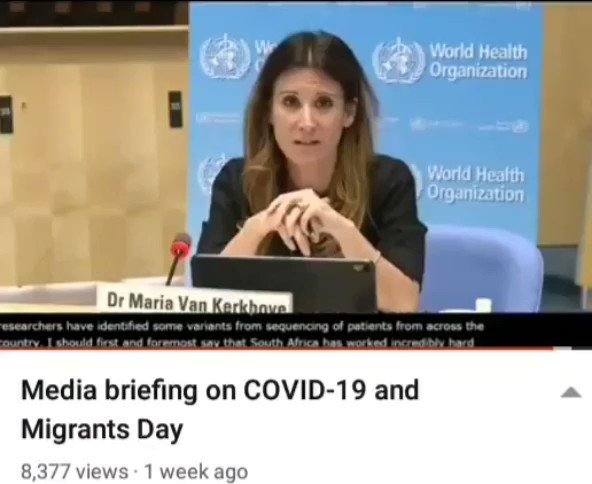 World Health
Organization
World Health
Organization
Dr Maria Van Kerkhove
esearchers have identified some variants from sequencing of patients from across the
country. I should first and foremost say that South Africa has worked incredibly hard
Media briefing on COVID-19 and
Migrants Day
8,377 views · 1 week ago